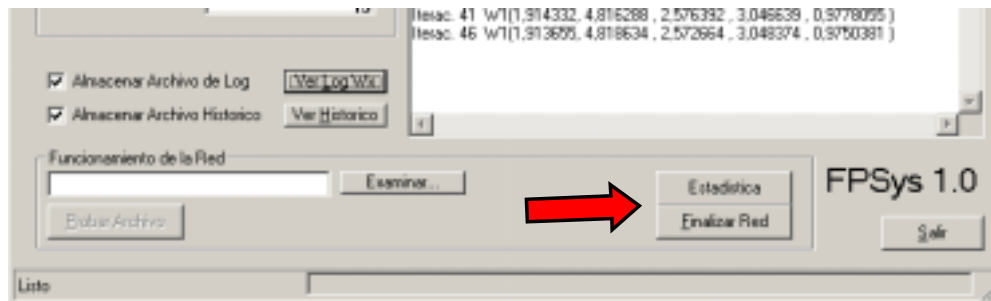 Iterac. 41 W1(1,914332, 4,816288 , 2,576392 , 3,046639 , 0,9778055 )
Iterac. 46 W1(1,913655, 4,818634 , 2,572664 , 3,048374 , 0,9750381 )
Almacenar Archivo de Log
Ver Log Wx
Almacenar Archivo Historico
Ver Historico
Funcionamiento de la Red
Examinar...
Estadistica
FPSys 1.0
Probar Archivo
Finalizar Red
Salir
Listo